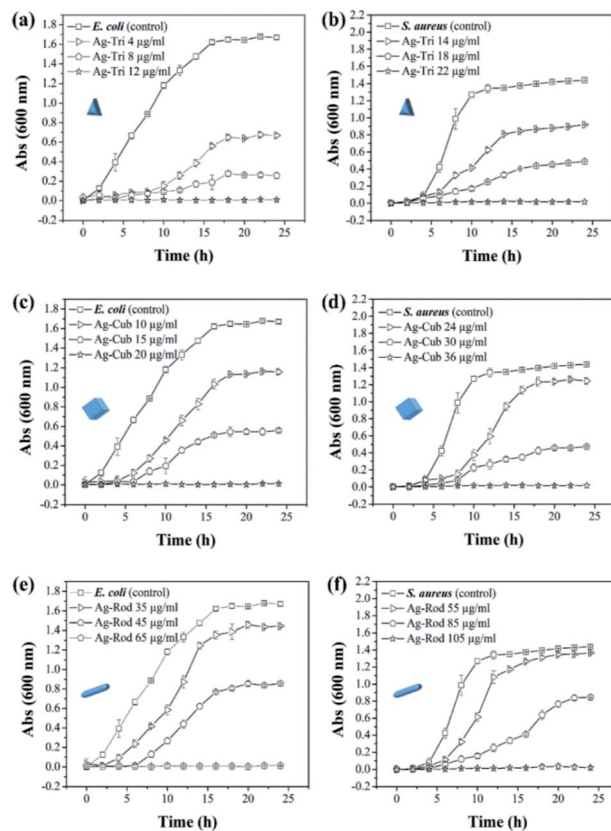 (a)
E. coli (control)
Ag-Tri 4 µg/ml
Ag-Tri 8 µg/ml
Ag-Tri 12 µg/ml
Abs (600 nm)
1.8
1.6
1.4
1.2
1.0
0.8
0.6
0.4
0.2
0.0
-0.2
0 5 10 15 20 25
Time (h)
(b)
S. aureus (control)
Ag-Tri 14 µg/ml
Ag-Tri 18 µg/ml
Ag-Tri 22 µg/ml
Abs (600 nm)
2.2
2.0
1.8
1.6
1.4
1.2
1.0
0.8
0.6
0.4
0.2
0.0
-0.2
0 5 10 15 20 25
Time (h)
(c)
E. coli (control)
Ag-Cub 10 µg/ml
Ag-Cub 15 µg/ml
Ag-Cub 20 µg/ml
Abs (600 nm)
1.8
1.6
1.4
1.2
1.0
0.8
0.6
0.4
0.2
0.0
-0.2
0 5 10 15 20 25
Time (h)
(d)
S. aureus (control)
Ag-Cub 24 µg/ml
Ag-Cub 30 µg/ml
Ag-Cub 36 µg/ml
Abs (600 nm)
2.2
2.0
1.8
1.6
1.4
1.2
1.0
0.8
0.6
0.4
0.2
0.0
-0.2
0 5 10 15 20 25
Time (h)
(e)
E. coli (control)
Ag-Rod 35 µg/ml
Ag-Rod 45 µg/ml
Ag-Rod 65 µg/ml
Abs (600 nm)
1.8
1.6
1.4
1.2
1.0
0.8
0.6
0.4
0.2
0.0
-0.2
0 5 10 15 20 25
Time (h)
(f)
S. aureus (control)
Ag-Rod 55 µg/ml
Ag-Rod 85 µg/ml
Ag-Rod 105 µg/ml
Abs (600 nm)
2.2
2.0
1.8
1.6
1.4
1.2
1.0
0.8
0.6
0.4
0.2
0.0
-0.2
0 5 10 15 20 25
Time (h)